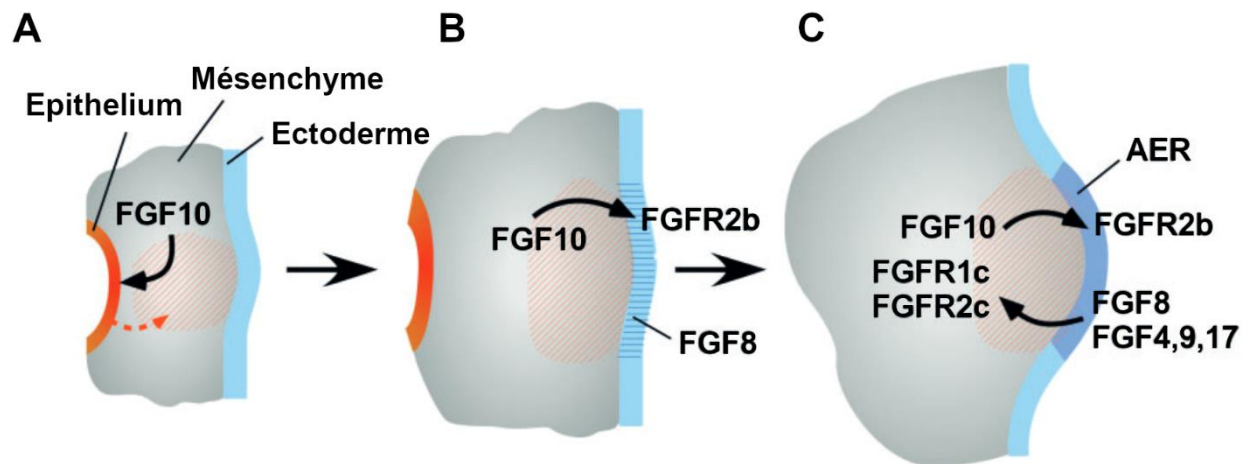 A
Epithelium
Mésenchyme
Ectoderme
FGF10
B
FGF10
FGFR2b
FGF8
C
AER
FGF10
FGFR2b
FGFR1c
FGFR2c
FGF8
FGF4,9,17